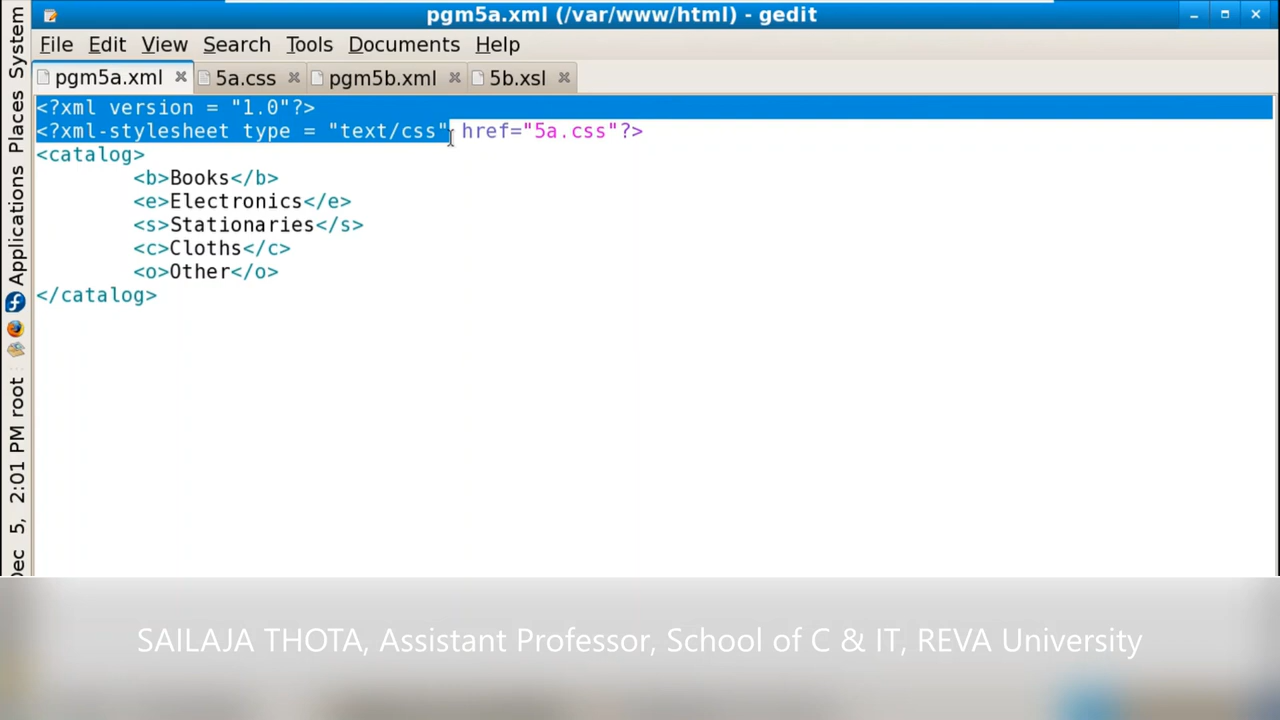 pgm5a.xml (/var/www/html) - gedit
File Edit View Search Tools Documents Help
pgm5a.xml 5a.css pgm5b.xml 5b.xsl
<?xml version = "1.0"?>
<?xml-stylesheet type = "text/css" href="5a.css"?>
<catalog>
<b>Books</b>
<e>Electronics</e>
<s>Stationaries</s>
<c>Cloths</c>
<o>Other</o>
</catalog>
Applications Places System
5, 2:01 PM root
SAILAJA THOTA, Assistant Professor, School of C & IT, REVA University